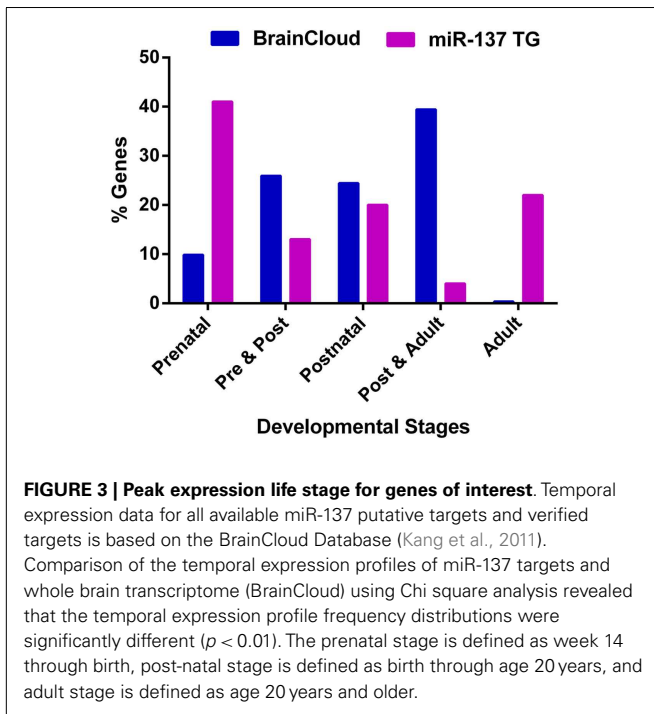 BrainCloud miR-137 TG
50
40
30
20
10
0
% Genes
Prenatal
Pre & Post
Postnatal
Post & Adult
Adult
Developmental Stages
FIGURE 3 | Peak expression life stage for genes of interest. Temporal
expression data for all available miR-137 putative targets and verified
targets is based on the BrainCloud Database (Kang et al., 2011).
Comparison of the temporal expression profiles of miR-137 targets and
whole brain transcriptome (BrainCloud) using Chi square analysis revealed
that the temporal expression profile frequency distributions were
significantly different (p < 0.01). The prenatal stage is defined as week 14
through birth, post-natal stage is defined as birth through age 20 years, and
adult stage is defined as age 20 years and older.